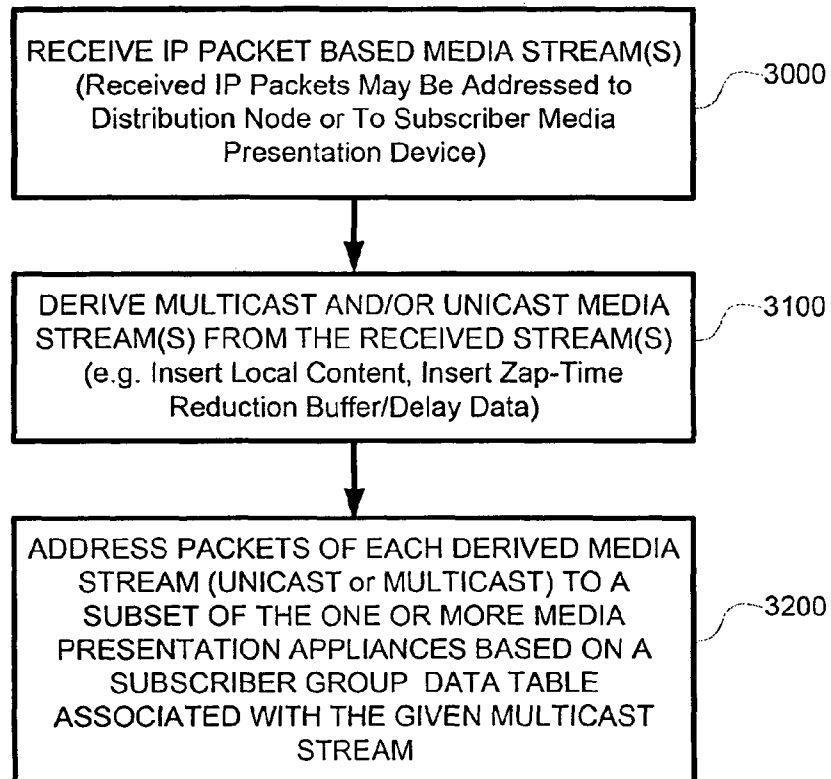 RECEIVE IP PACKET BASED MEDIA STREAM(S)
(Received IP Packets May Be Addressed to
Distribution Node or To Subscriber Media
Presentation Device)
3000
DERIVE MULTICAST AND/OR UNICAST MEDIA
STREAM(S) FROM THE RECEIVED STREAM(S)
(e.g. Insert Local Content, Insert Zap-Time
Reduction Buffer/Delay Data)
3100
ADDRESS PACKETS OF EACH DERIVED MEDIA
STREAM (UNICAST or MULTICAST) TO A
SUBSET OF THE ONE OR MORE MEDIA
PRESENTATION APPLIANCES BASED ON A
SUBSCRIBER GROUP DATA TABLE
ASSOCIATED WITH THE GIVEN MULTICAST
STREAM
3200